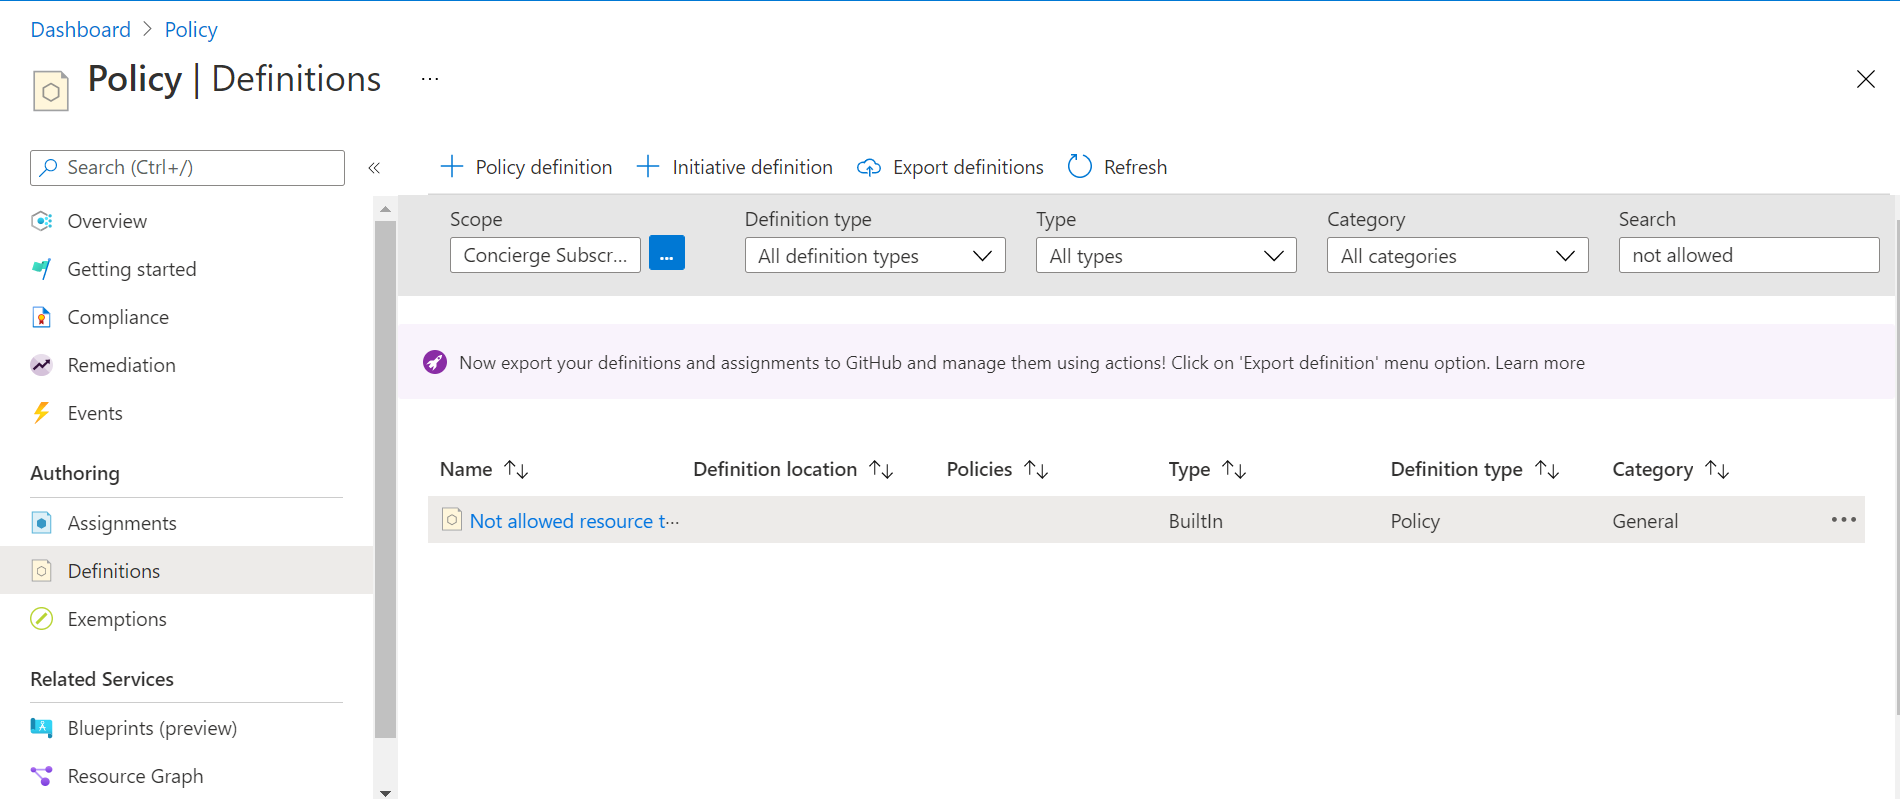 Dashboard > Policy
Policy | Definitions ...
Search (Ctrl+/) «
Overview
Getting started
Compliance
Remediation
Events
Authoring
Assignments
Definitions
Exemptions
Related Services
Blueprints (preview)
Resource Graph
+ Policy definition + Initiative definition Export definitions Refresh
Scope Definition type Type Category Search
Concierge Subscr... ... All definition types All types All categories not allowed
Now export your definitions and assignments to GitHub and manage them using actions! Click on 'Export definition' menu option. Learn more
Name ↑↓ Definition location ↑↓ Policies ↑↓ Type ↑↓ Definition type ↑↓ Category ↑↓
Not allowed resource t... BuiltIn Policy General ...